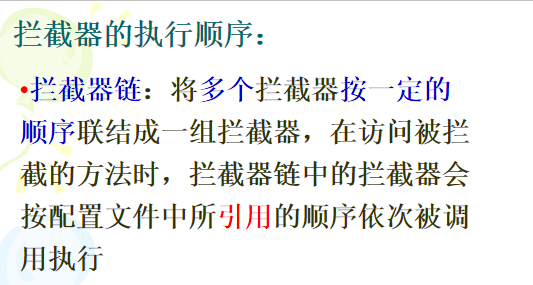 拦截器的执行顺序：
•拦截器链：将多个拦截器按一定的
顺序联结成一组拦截器，在访问被拦
截的方法时，拦截器链中的拦截器会
按配置文件中所引用的顺序依次被调
用执行